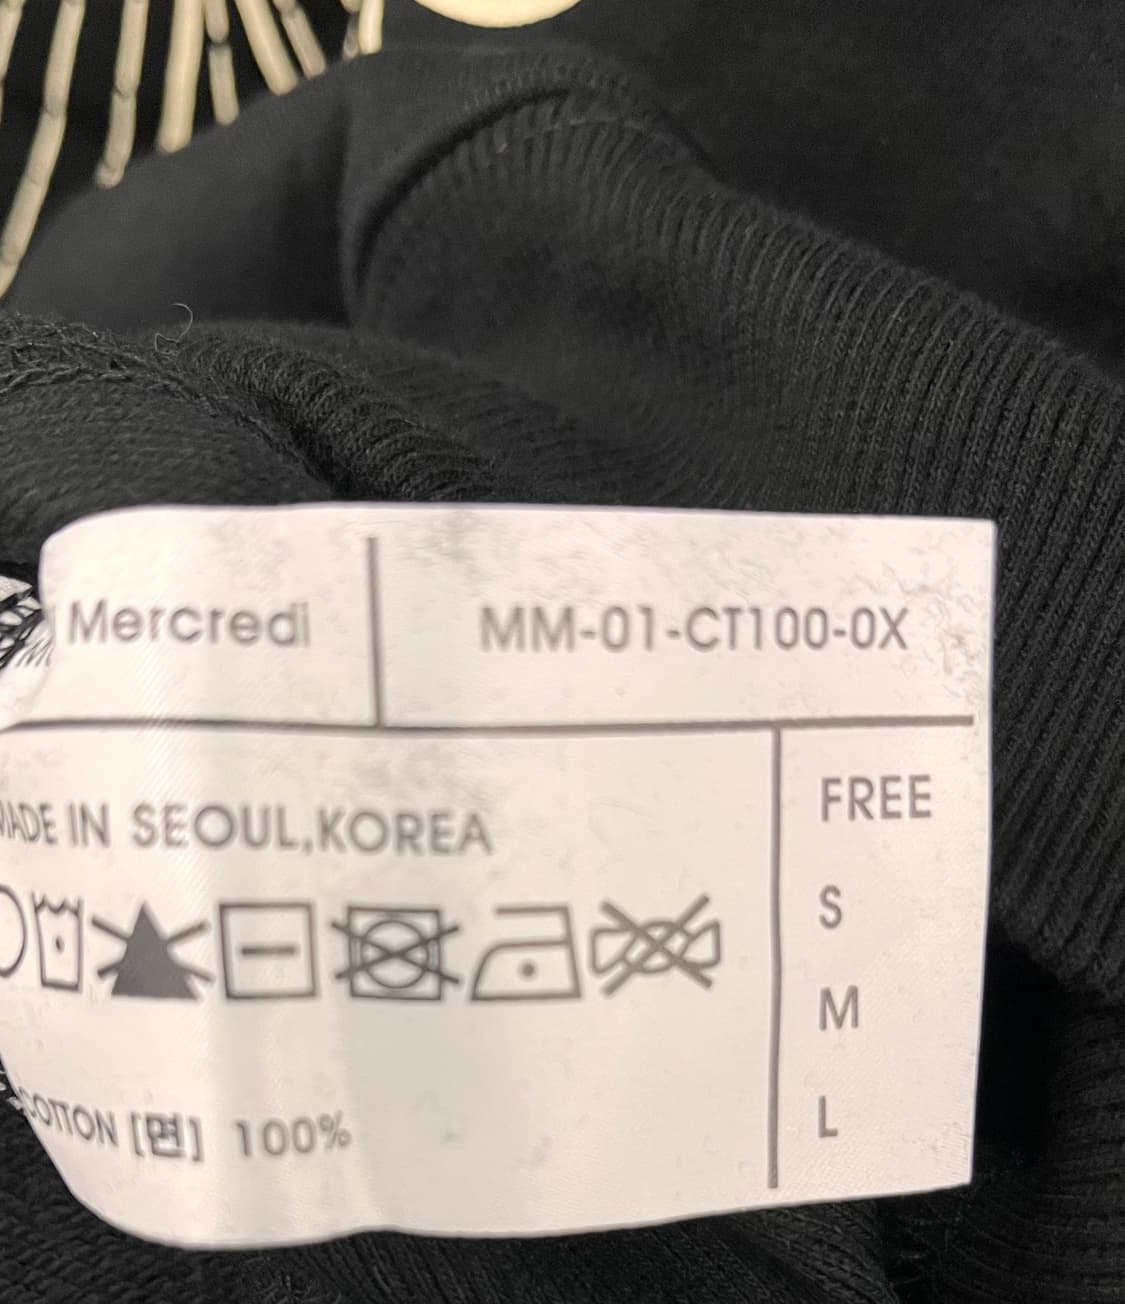 Mercredi
MM-01-CT100-0X
MADE IN SEOUL,KOREA
FREE
S
M
L
COTTON [면] 100%